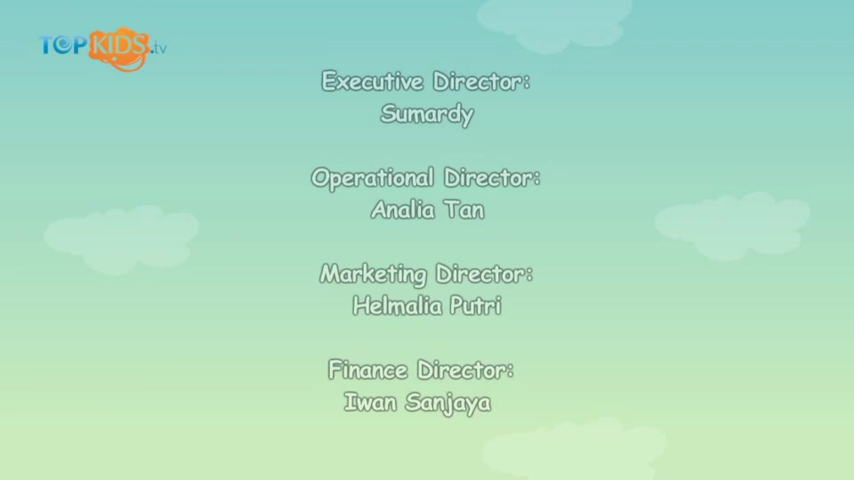 TOPKIDS.tv
Executive Director:
Sumardy
Operational Director:
Analia Tan
Marketing Director:
Helmalia Putri
Finance Director:
Iwan Sanjaya